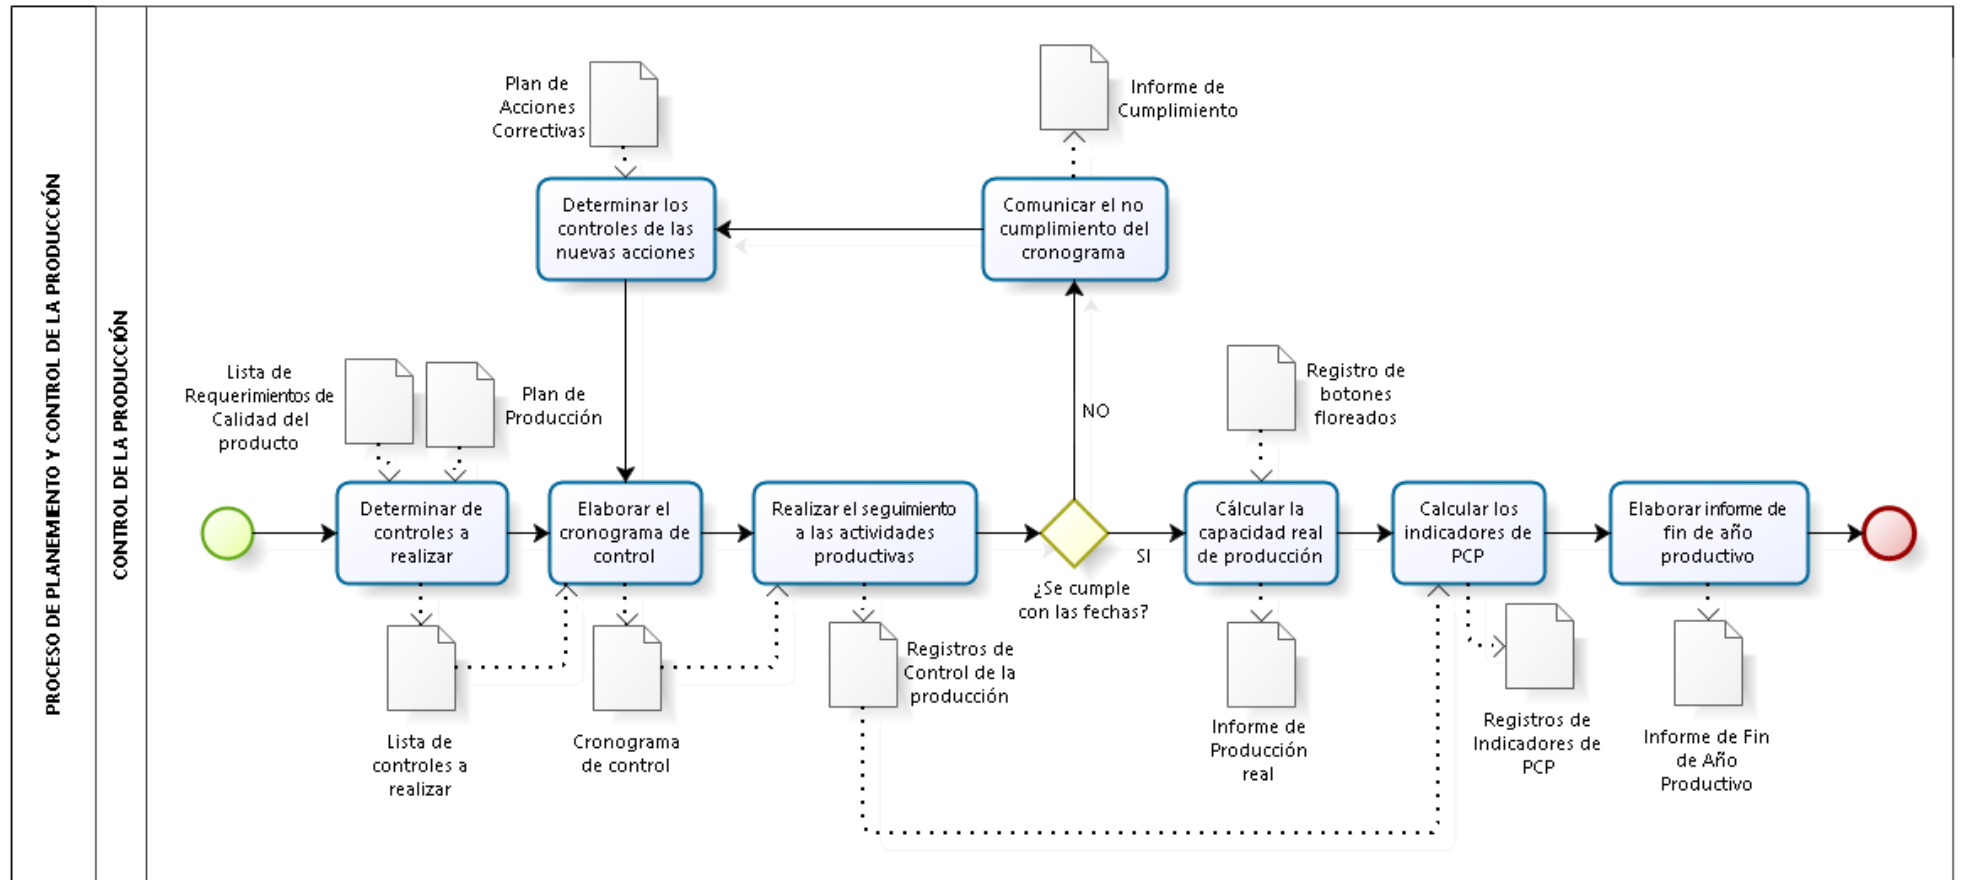 PROCESO DE PLANEMIENTO Y CONTROL DE LA PRODUCCIÓN
CONTROL DE LA PRODUCCIÓN
Plan de
Acciones
Correctivas
Informe de
Cumplimiento
Determinar los
controles de las
nuevas acciones
Comunicar el no
cumplimiento del
cronograma
Lista de
Requerimientos de
Calidad del
producto
Plan de
Producción
NO
Registro de
botones
floreados
Determinar de
controles a
realizar
Elaborar el
cronograma de
control
Realizar el seguimiento
a las actividades
productivas
¿Se cumple
con las fechas?
SI
Cálcular la
capacidad real
de producción
Calcular los
indicadores de
PCP
Elaborar informe de
fin de año
productivo
Lista de
controles a
realizar
Cronograma
de control
Registros de
Control de la
producción
Informe de
Producción
real
Registros de
Indicadores de
PCP
Informe de Fin
de Año
Productivo